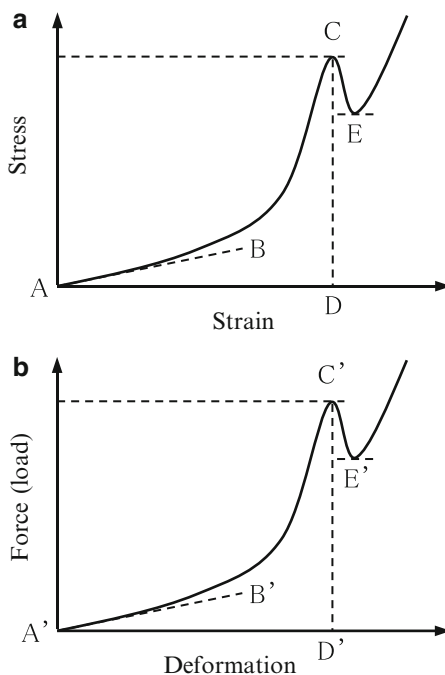 a
C
Stress
E
B
A
D
Strain
b
C’
Force (load)
E’
B’
A’
D’
Deformation